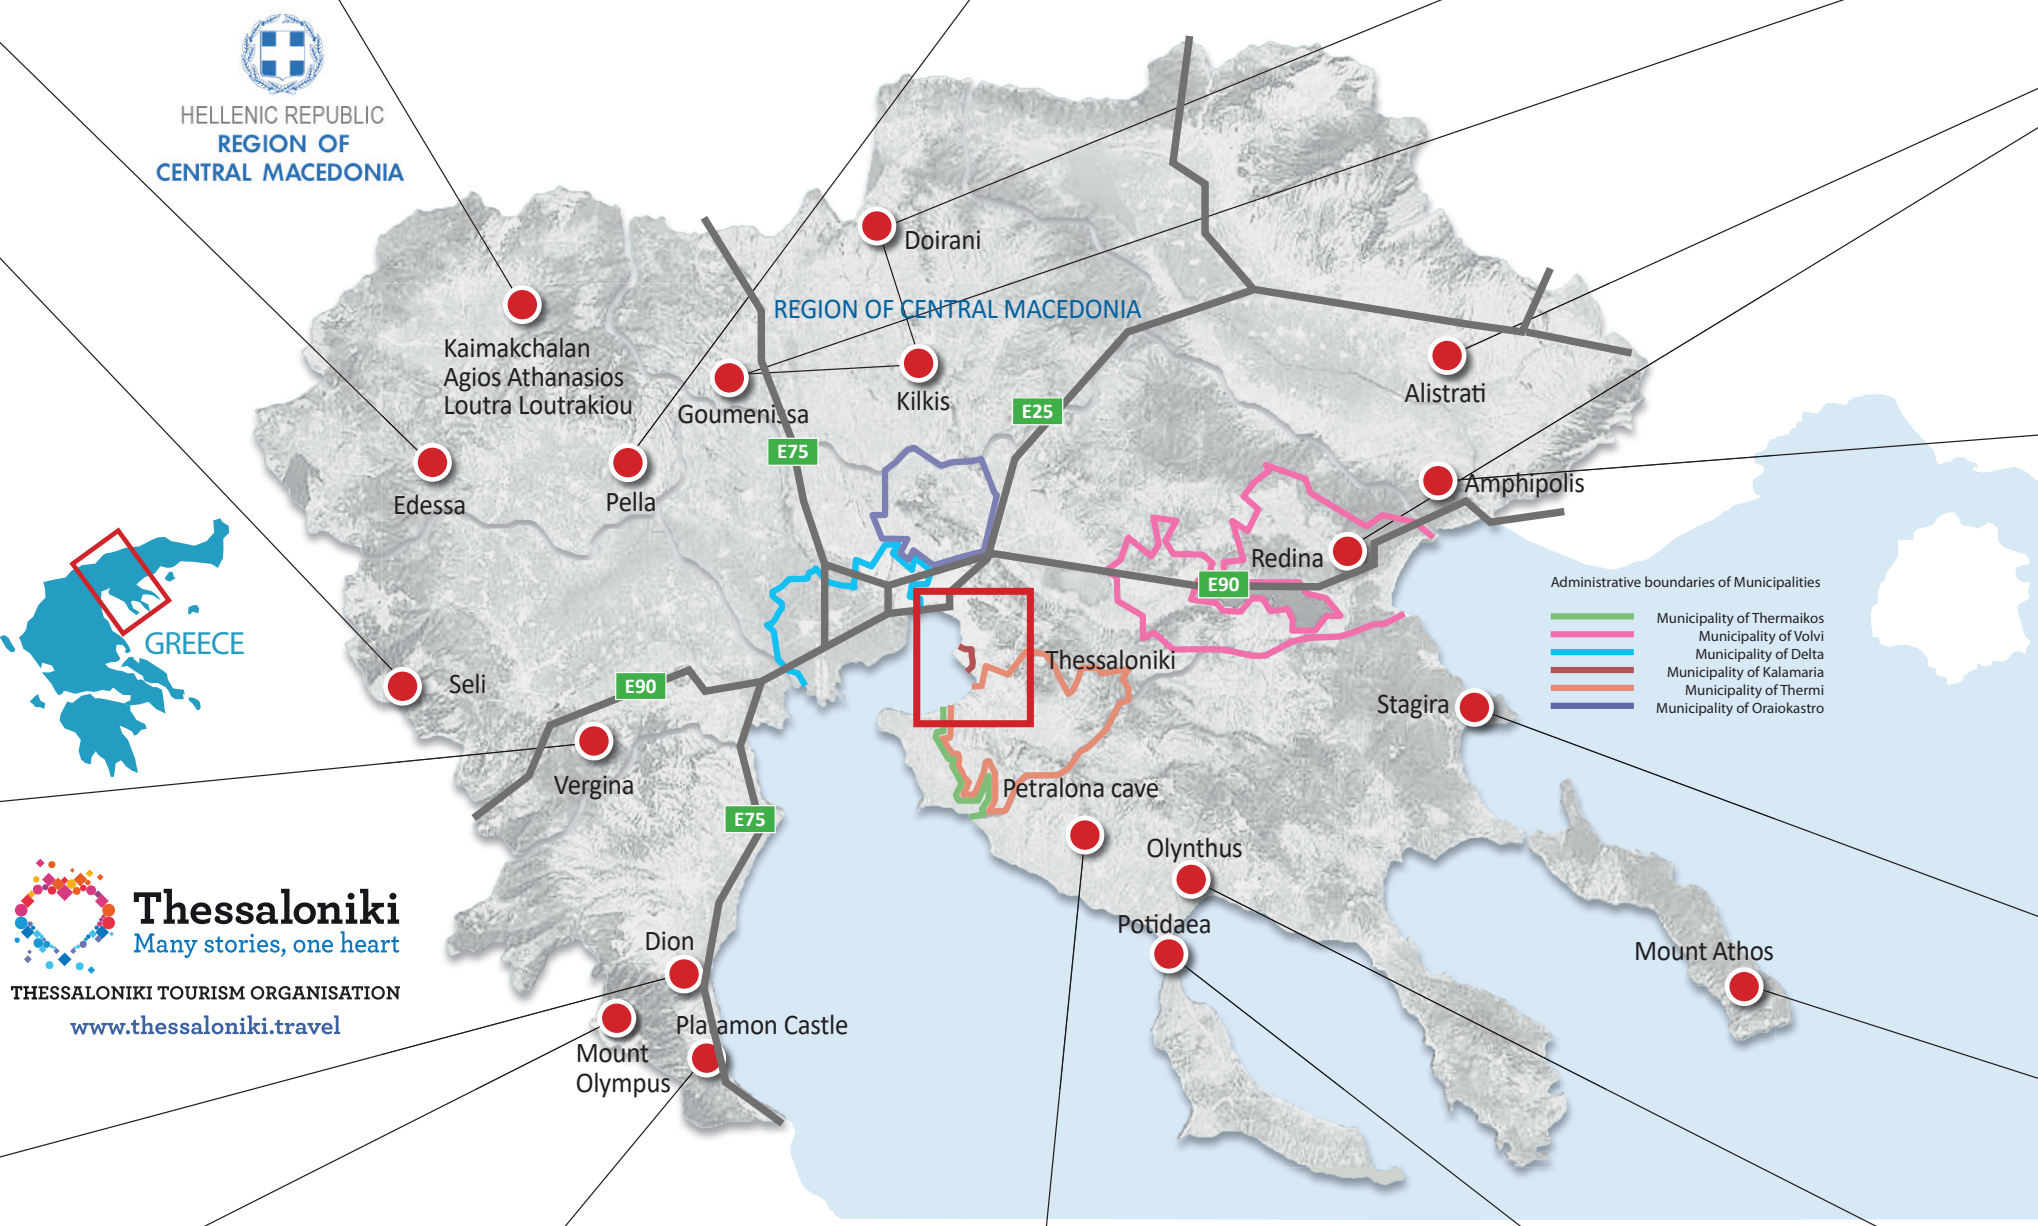 HELLENIC REPUBLIC
REGION OF
CENTRAL MACEDONIA
Doirani
REGION OF CENTRAL MACEDONIA
Kaimakchalan
Agios Athanasios
Loutra Loutrakiou
Goumenissa
Kilkis
Alistrati
E25
E75
Edessa
Pella
Amphipolis
Redina
E90
Administrative boundaries of Municipalities
Municipality of Thermaikos
Municipality of Volvi
Municipality of Delta
Municipality of Kalamaria
Municipality of Thermi
Municipality of Oraiokastro
GREECE
Thessaloniki
Seli
E90
Stagira
Vergina
Petralona cave
E75
Olynthus
Potidaea
Thessaloniki
Many stories, one heart
THESSALONIKI TOURISM ORGANISATION
www.thessaloniki.travel
Dion
Mount Athos
Platamon Castle
Mount
Olympus